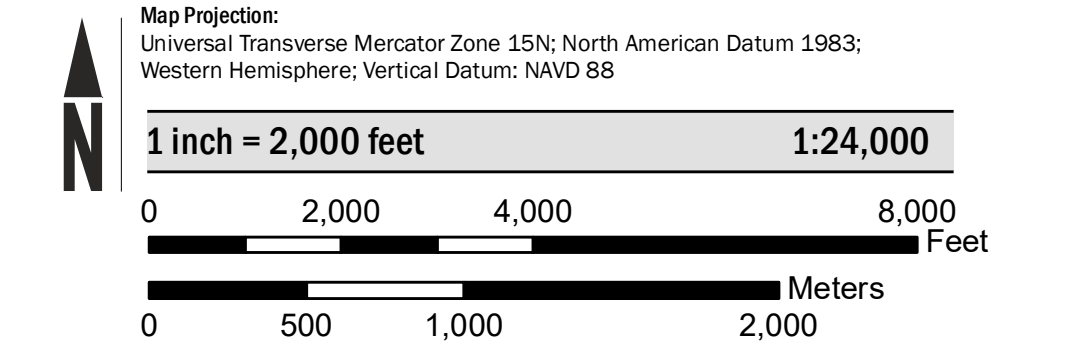 Map Projection:
Universal Transverse Mercator Zone 15N; North American Datum 1983;
Western Hemisphere; Vertical Datum: NAVD 88
N
1 inch = 2,000 feet 1:24,000
0 2,000 4,000 8,000
Feet
Meters
0 500 1,000 2,000